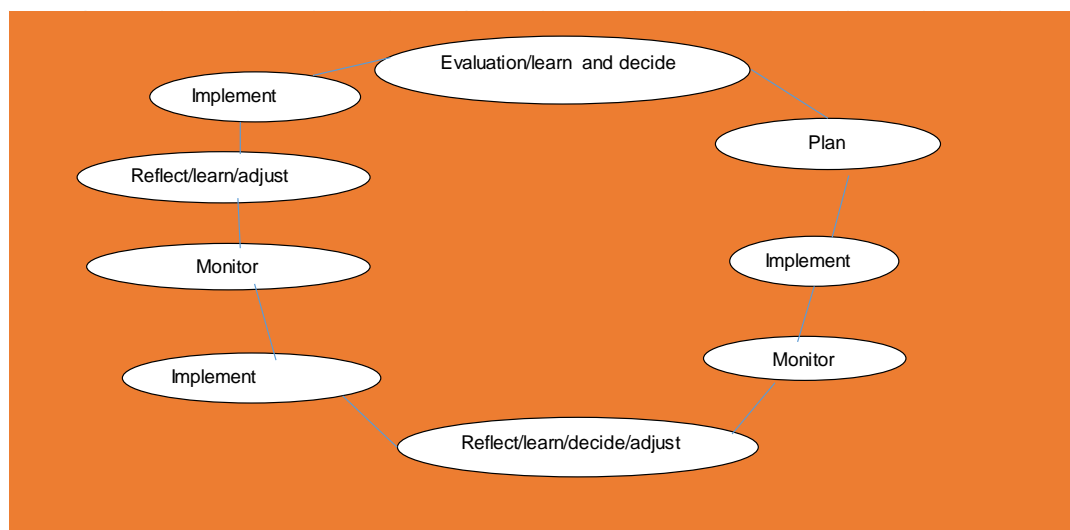 Evaluation/learn and decide
Implement
Plan
Reflect/learn/adjust
Implement
Monitor
Monitor
Implement
Reflect/learn/decide/adjust